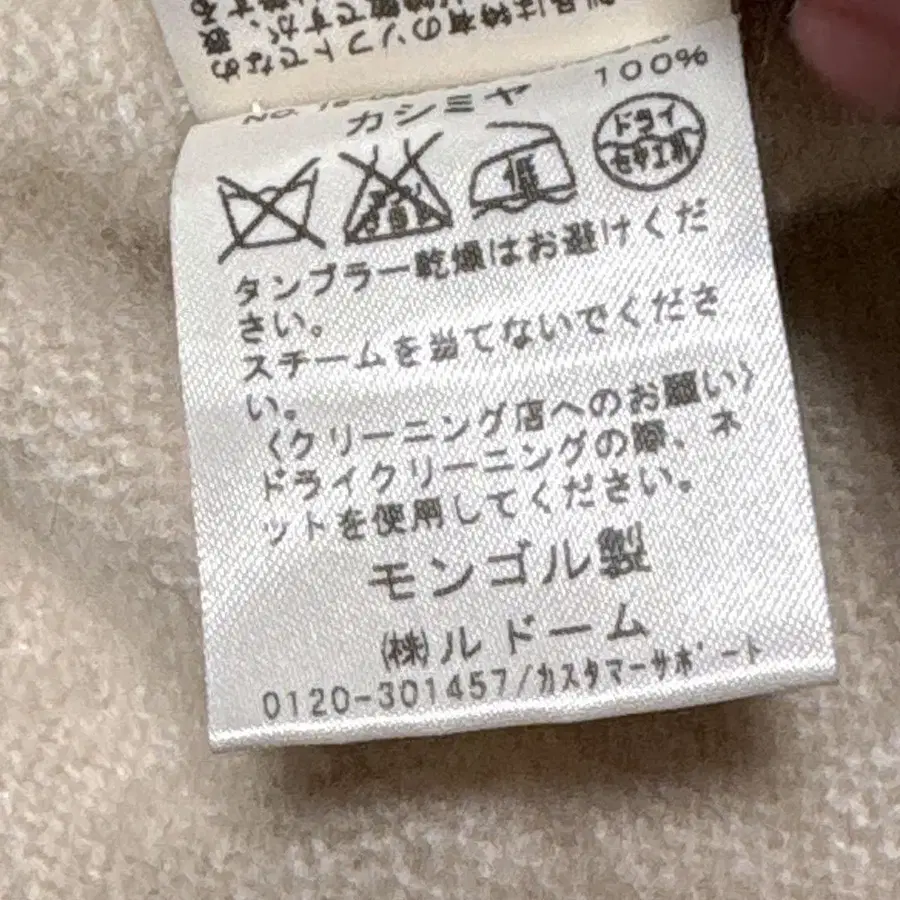 カシミヤ 100%
低
ドライ
セキユ系
タンブラー乾燥はお避けくだ
さい。
スチームを当てないでくださ
い。
〈クリーニング店へのお願い〉
ドライクリーニングの際、ネ
ットを使用してください。
モンゴル製
(株)ルドーム
0120-301457/カスタマーサポート